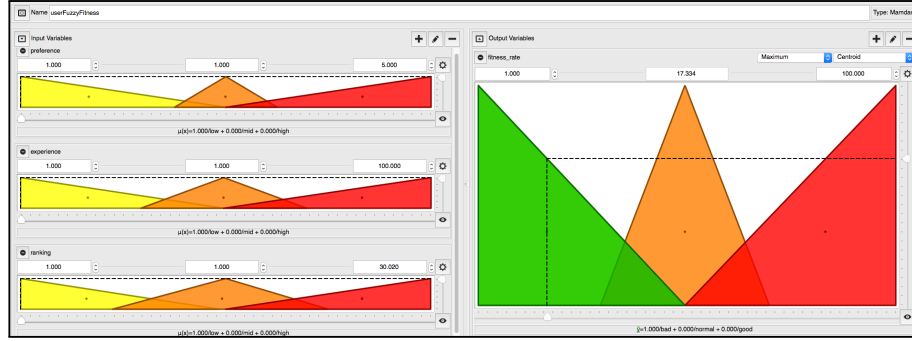 Name userFuzzyFitness Type: Mamdan
Input Variables
preference
1.000 1.000 5.000
μ(x)=1.000/low + 0.000/mid + 0.000/high
experience
1.000 1.000 100.000
μ(x)=1.000/low + 0.000/mid + 0.000/high
ranking
1.000 1.000 30.020
μ(x)=1.000/low + 0.000/mid + 0.000/high
Output Variables
fitness_rate Maximum Centroid
1.000 17.334 100.000
ỹ=1.000/bad + 0.000/normal + 0.000/good